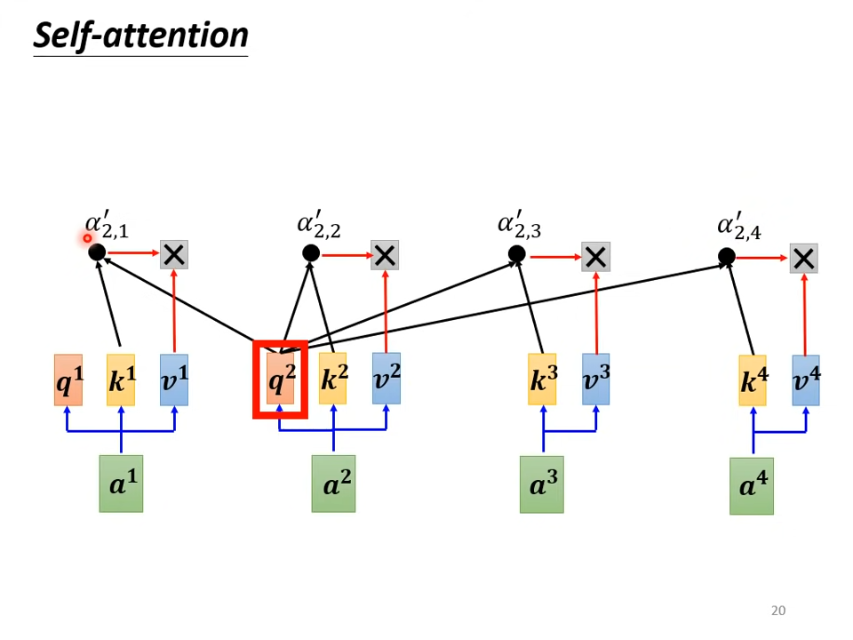 Self-attention
α′2,1 α′2,2 α′2,3 α′2,4
× × × ×
q¹ k¹ v¹ q² k² v² k³ v³ k⁴ v⁴
a¹ a² a³ a⁴
20